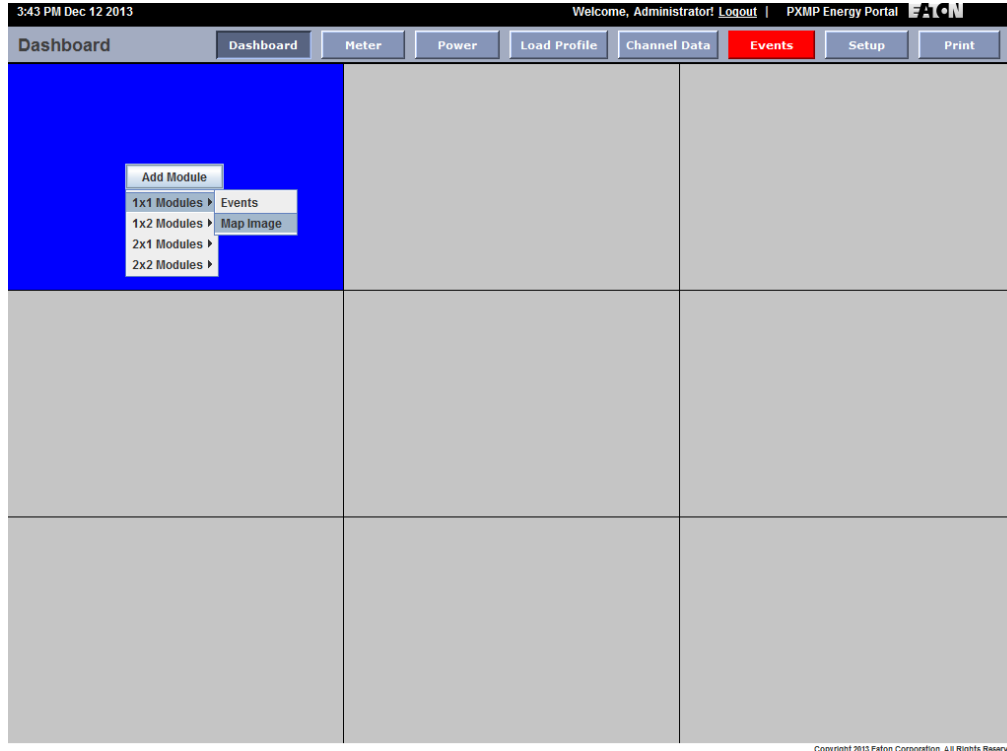 3:43 PM Dec 12 2013 Welcome, Administrator! Logout | PXMP Energy Portal EATON
Dashboard Dashboard Meter Power Load Profile Channel Data Events Setup Print
Add Module
1x1 Modules Events
1x2 Modules Map Image
2x1 Modules
2x2 Modules
Copyright 2013 Eaton Corporation. All Rights Reserv